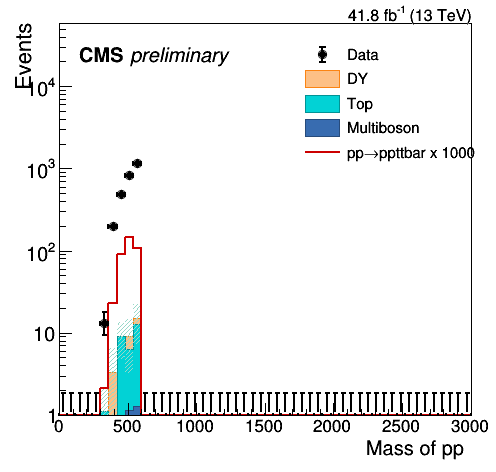 41.8 fb⁻¹ (13 TeV)
Events
CMS preliminary
Data
DY
Top
Multiboson
pp→ppttbar x 1000
10⁴
10³
10²
10
1
0 500 1000 1500 2000 2500 3000
Mass of pp